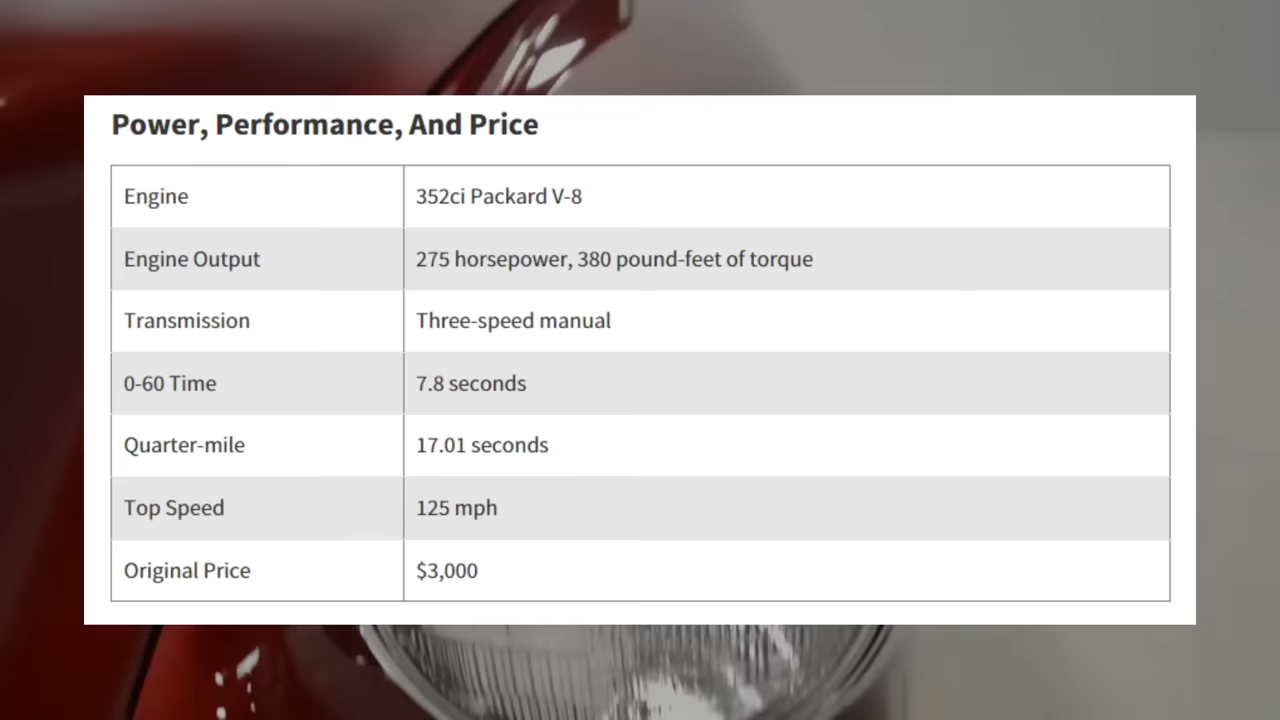 Power, Performance, And Price
Engine 352ci Packard V-8
Engine Output 275 horsepower, 380 pound-feet of torque
Transmission Three-speed manual
0-60 Time 7.8 seconds
Quarter-mile 17.01 seconds
Top Speed 125 mph
Original Price $3,000